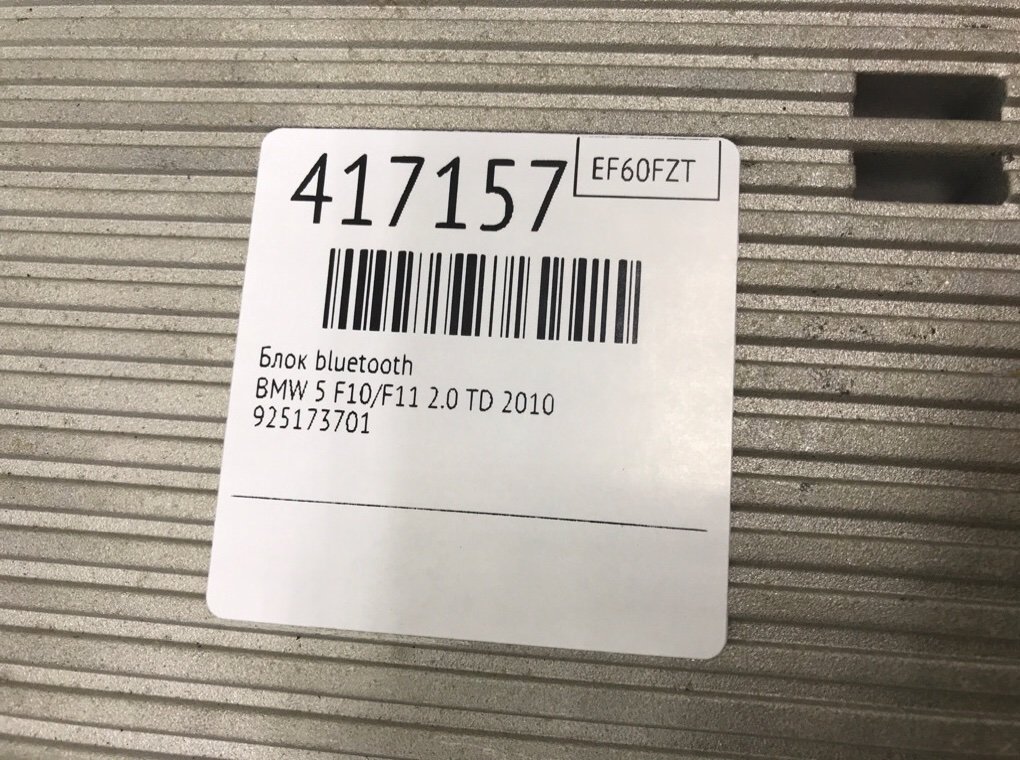 417157
EF60FZT
Блок bluetooth
BMW 5 F10/F11 2.0 TD 2010
925173701